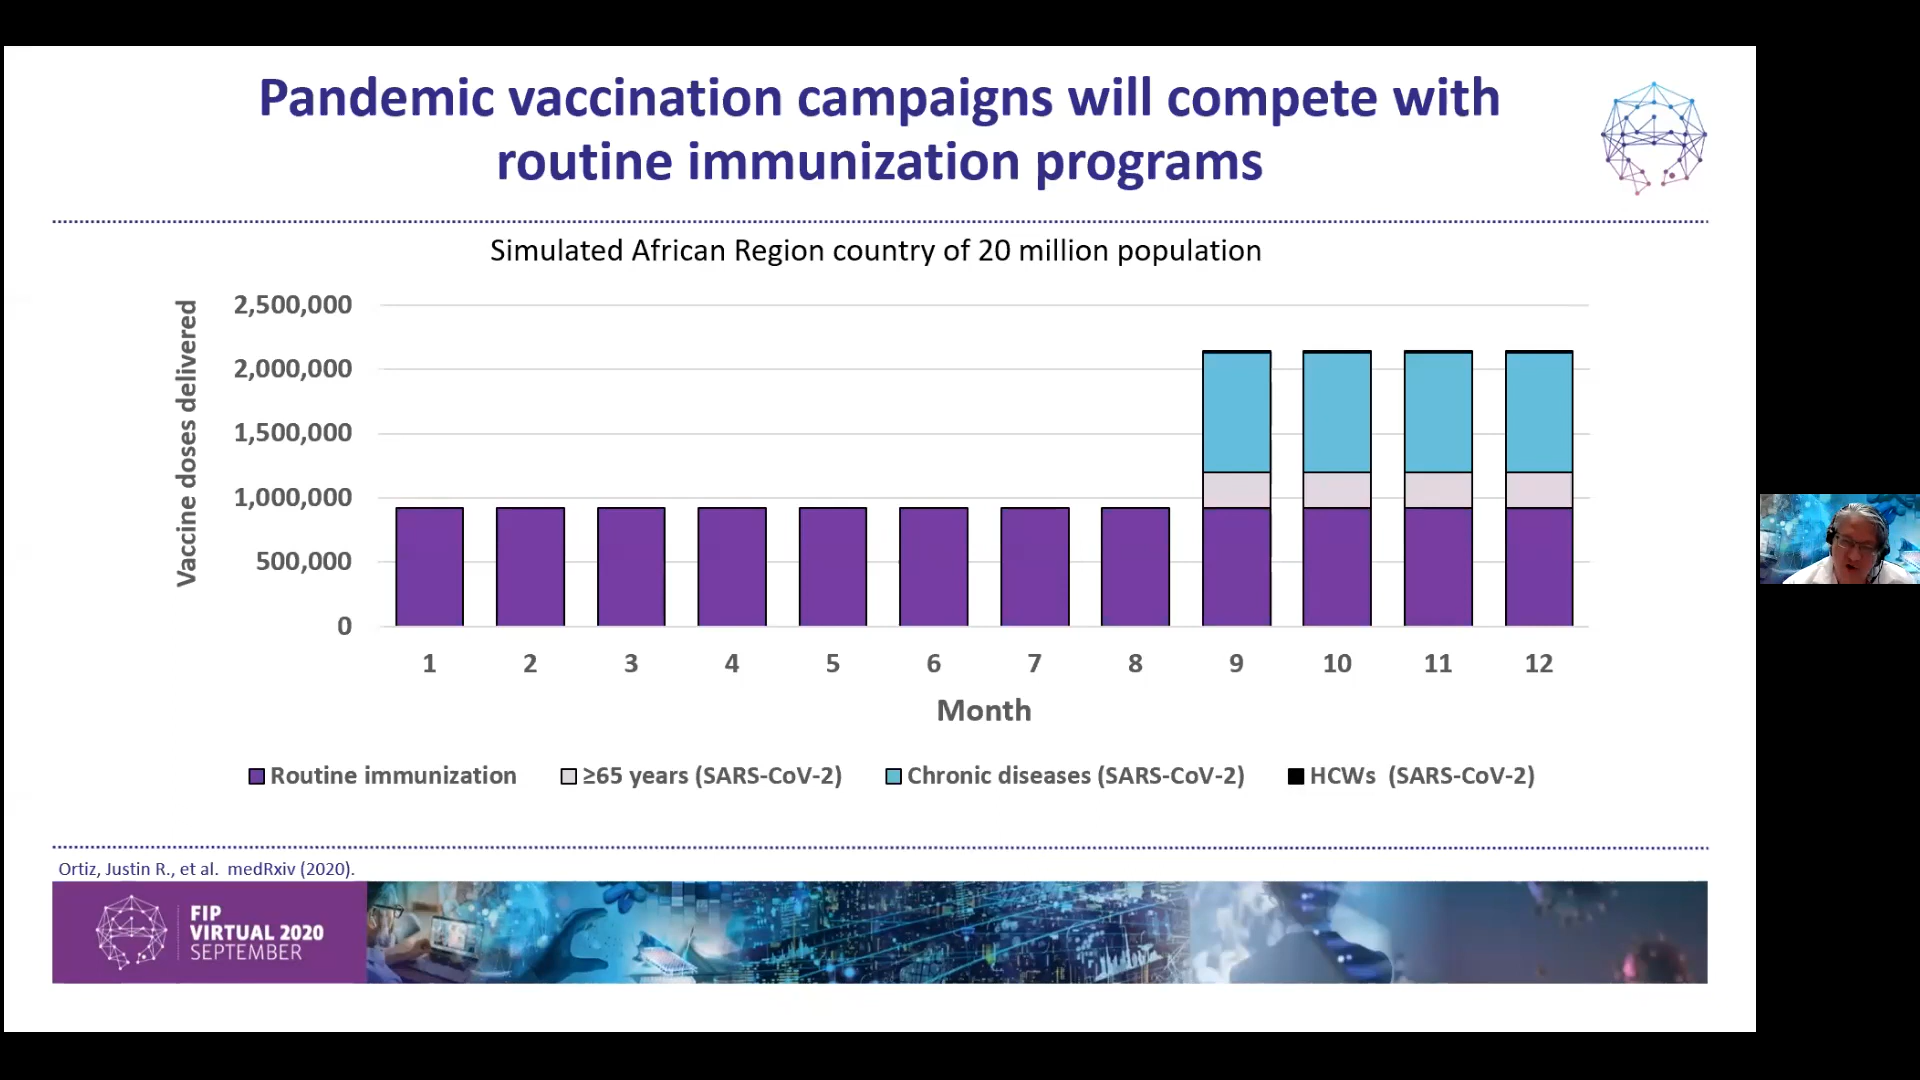 Pandemic vaccination campaigns will compete with
routine immunization programs
Simulated African Region country of 20 million population
Vaccine doses delivered
2,500,000
2,000,000
1,500,000
1,000,000
500,000
0
1 2 3 4 5 6 7 8 9 10 11 12
Month
Routine immunization ≥65 years (SARS-CoV-2) Chronic diseases (SARS-CoV-2) HCWs (SARS-CoV-2)
Ortiz, Justin R., et al. medRxiv (2020).
FIP
VIRTUAL 2020
SEPTEMBER